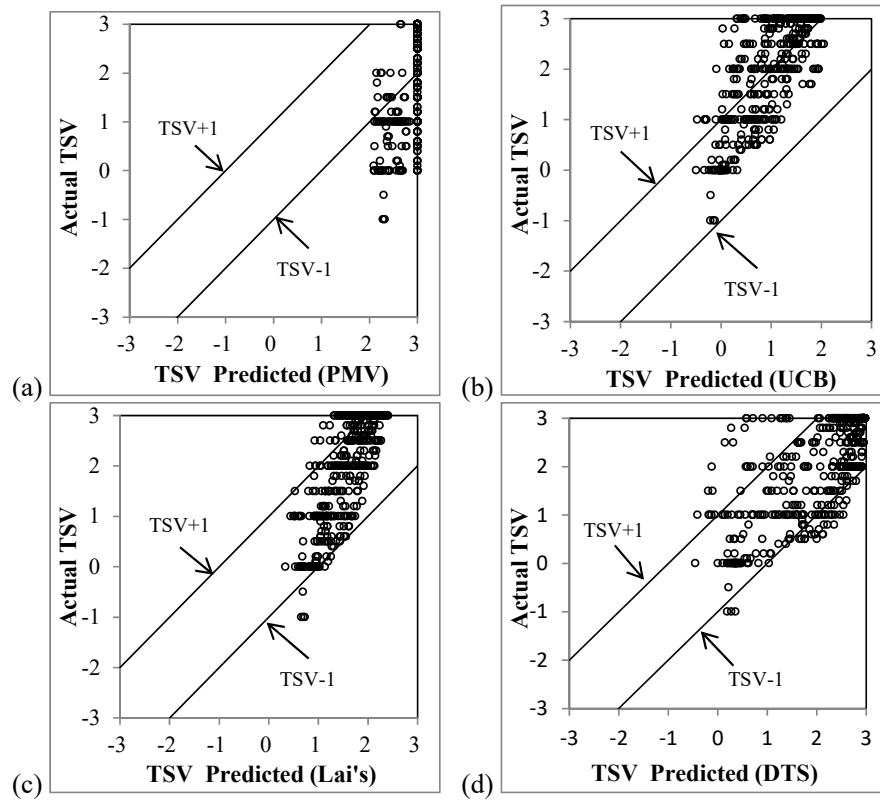 3
2
1
0
-1
-2
-3
-3 -2 -1 0 1 2 3
Actual TSV
TSV+1
TSV-1
TSV Predicted (PMV)
(a)
3
2
1
0
-1
-2
-3
-3 -2 -1 0 1 2 3
Actual TSV
TSV+1
TSV-1
TSV Predicted (UCB)
(b)
3
2
1
0
-1
-2
-3
-3 -2 -1 0 1 2 3
Actual TSV
TSV+1
TSV-1
TSV Predicted (Lai's)
(c)
3
2
1
0
-1
-2
-3
-3 -2 -1 0 1 2 3
Actual TSV
TSV+1
TSV-1
TSV Predicted (DTS)
(d)